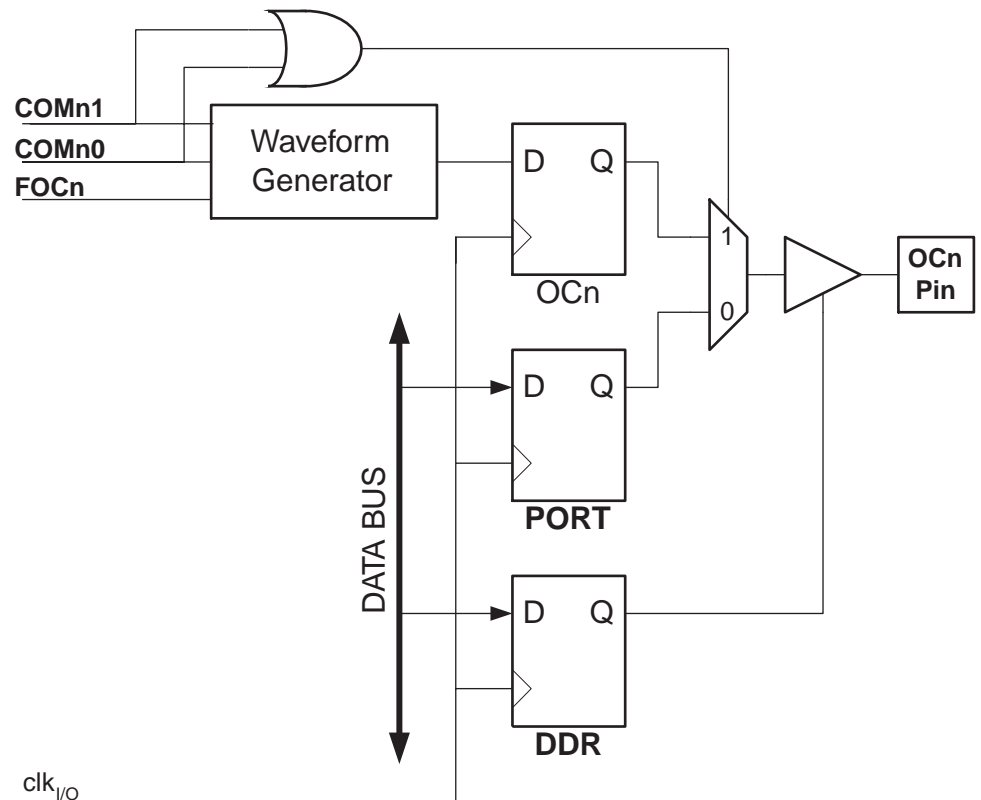 COMn1
COMn0
FOCn
Waveform
Generator
D Q
OCn
1
0
OCn
Pin
D Q
PORT
DATA BUS
D Q
DDR
clkI/O